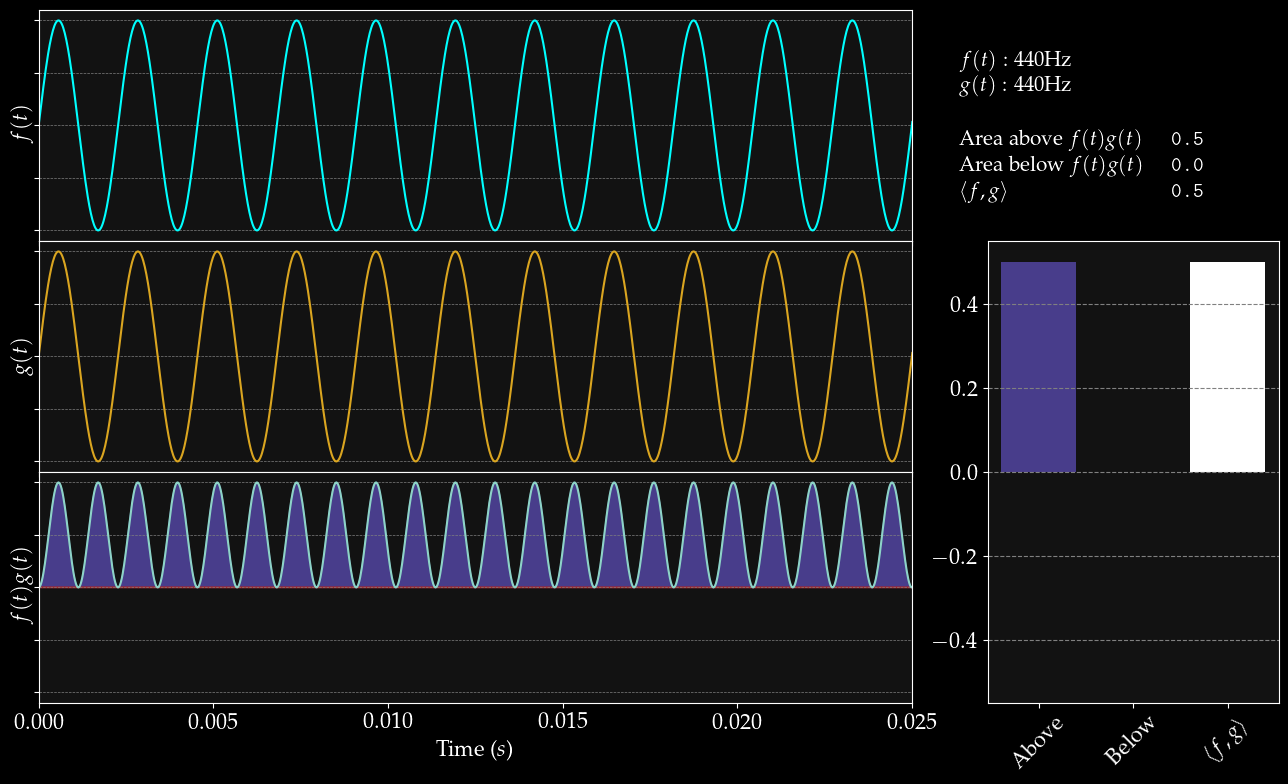 f(t)
g(t)
f(t)g(t)
0.000 0.005 0.010 0.015 0.020 0.025
Time (s)
f(t) : 440Hz
g(t) : 440Hz
Area above f(t)g(t) 0.5
Area below f(t)g(t) 0.0
⟨f, g⟩ 0.5
0.4
0.2
0.0
−0.2
−0.4
Above Below ⟨f, g⟩